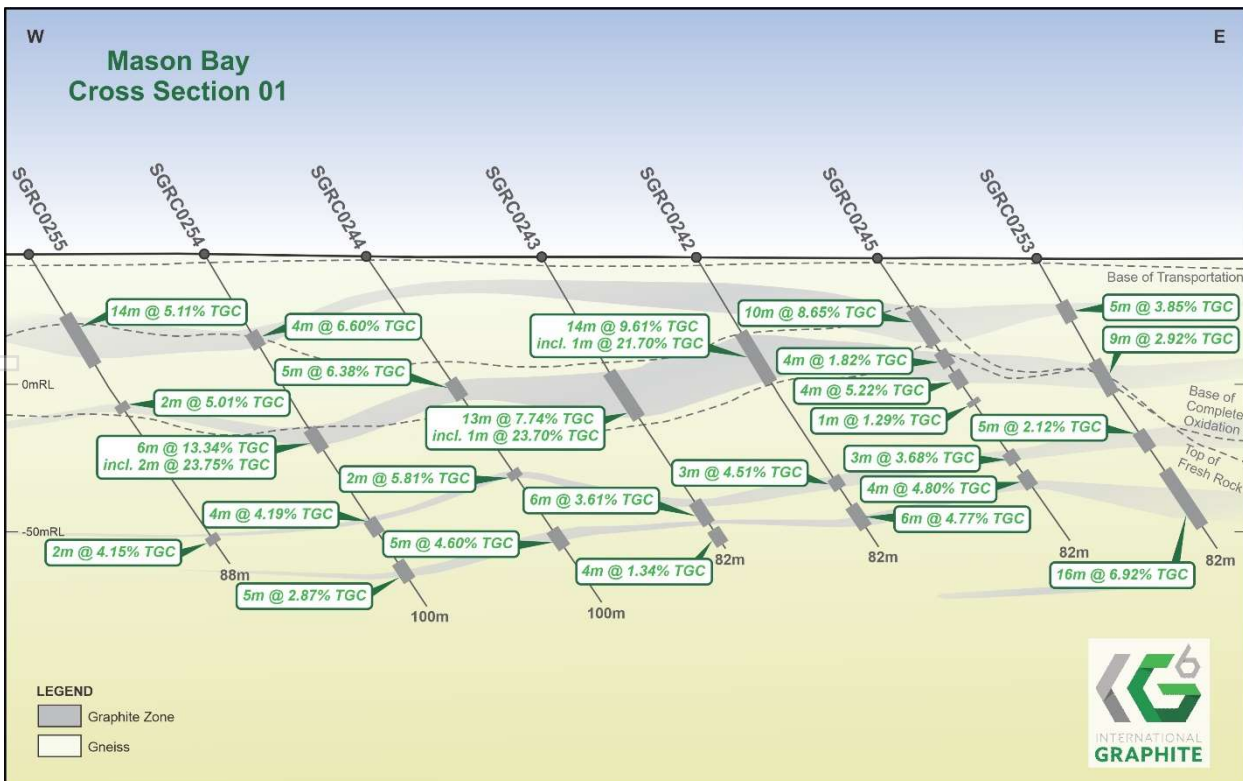 W
E
Mason Bay
Cross Section 01
SGRC0255
SGRC0254
SGRC0244
SGRC0243
SGRC0242
SGRC0245
SGRC0253
Base of Transportation
14m @ 5.11% TGC
4m @ 6.60% TGC
14m @ 9.61% TGC
incl. 1m @ 21.70% TGC
10m @ 8.65% TGC
5m @ 3.85% TGC
9m @ 2.92% TGC
5m @ 6.38% TGC
4m @ 1.82% TGC
0mRL
4m @ 5.22% TGC
2m @ 5.01% TGC
13m @ 7.74% TGC
incl. 1m @ 23.70% TGC
1m @ 1.29% TGC
Base of
Complete
Oxidation
5m @ 2.12% TGC
6m @ 13.34% TGC
incl. 2m @ 23.75% TGC
3m @ 3.68% TGC
Top of
Fresh Rock
2m @ 5.81% TGC
3m @ 4.51% TGC
4m @ 4.80% TGC
6m @ 3.61% TGC
4m @ 4.19% TGC
6m @ 4.77% TGC
-50mRL
5m @ 4.60% TGC
2m @ 4.15% TGC
4m @ 1.34% TGC
16m @ 6.92% TGC
88m
82m
82m
82m
82m
5m @ 2.87% TGC
100m
100m
LEGEND
Graphite Zone
Gneiss
G6
INTERNATIONAL
GRAPHITE